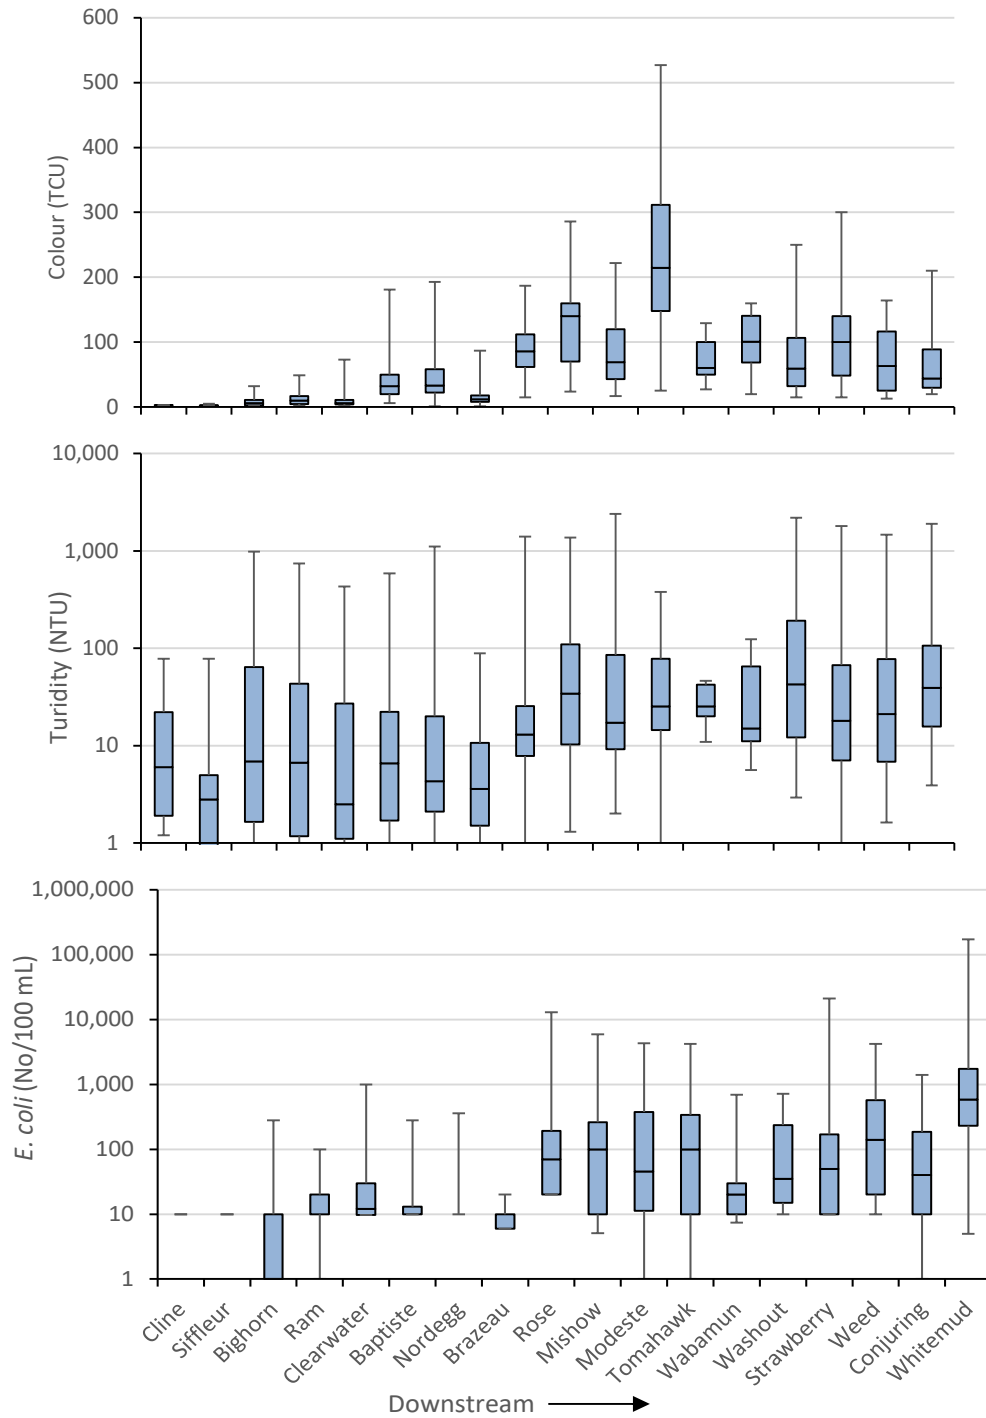 600
500
400
300
200
100
0
Colour (TCU)
10,000
1,000
100
10
1
Turidity (NTU)
1,000,000
100,000
10,000
1,000
100
10
1
E. coli (No/100 mL)
Cline
Siffleur
Bighorn
Ram
Clearwater
Baptiste
Nordegg
Brazeau
Rose
Mishow
Modeste
Tomahawk
Wabamun
Washout
Strawberry
Weed
Conjuring
Whitemud
Downstream